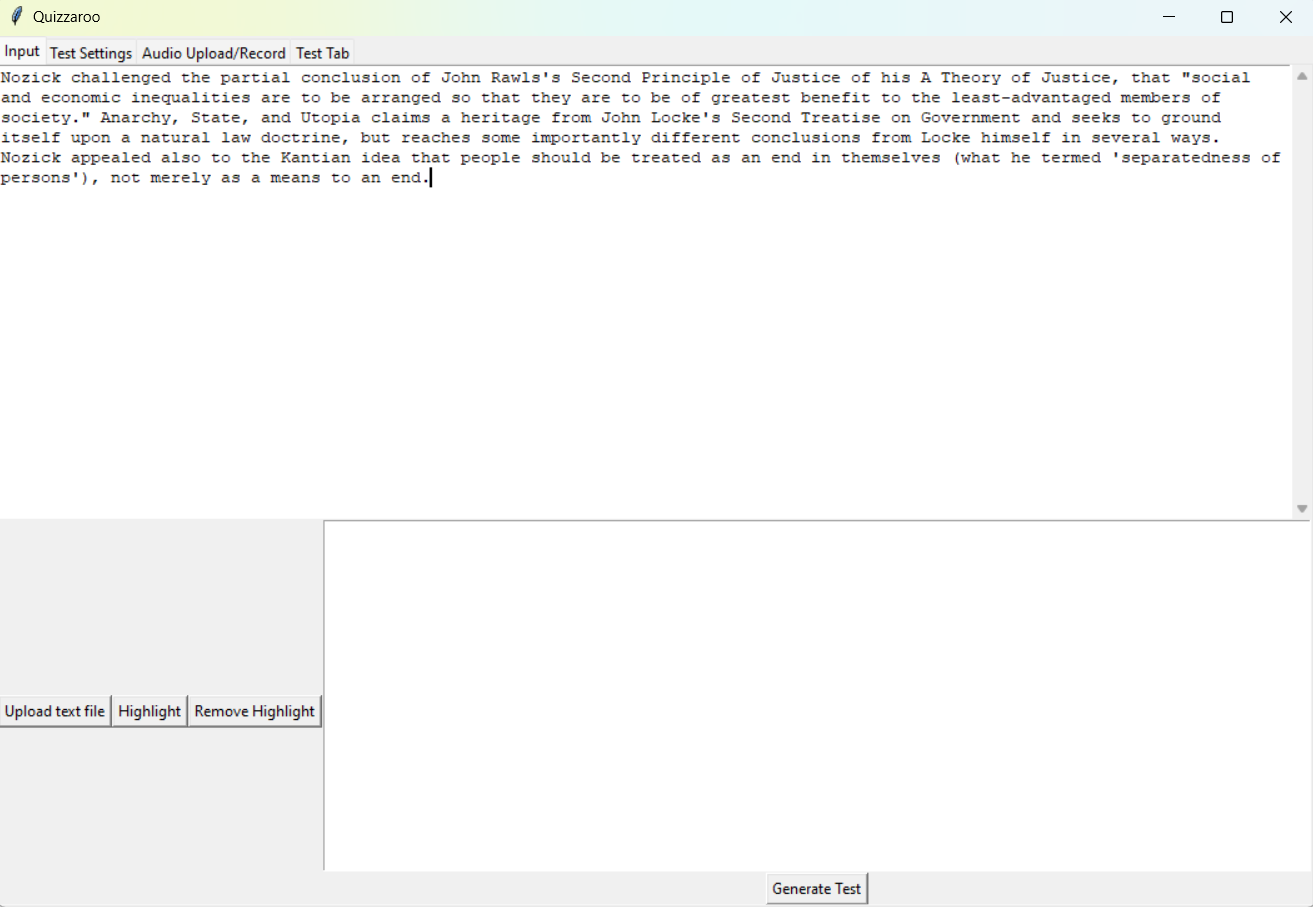 Quizzaroo
Input Test Settings Audio Upload/Record Test Tab
Nozick challenged the partial conclusion of John Rawls's Second Principle of Justice of his A Theory of Justice, that "social
and economic inequalities are to be arranged so that they are to be of greatest benefit to the least-advantaged members of
society." Anarchy, State, and Utopia claims a heritage from John Locke's Second Treatise on Government and seeks to ground
itself upon a natural law doctrine, but reaches some importantly different conclusions from Locke himself in several ways.
Nozick appealed also to the Kantian idea that people should be treated as an end in themselves (what he termed 'separatedness of
persons'), not merely as a means to an end.
Upload text file Highlight Remove Highlight
Generate Test